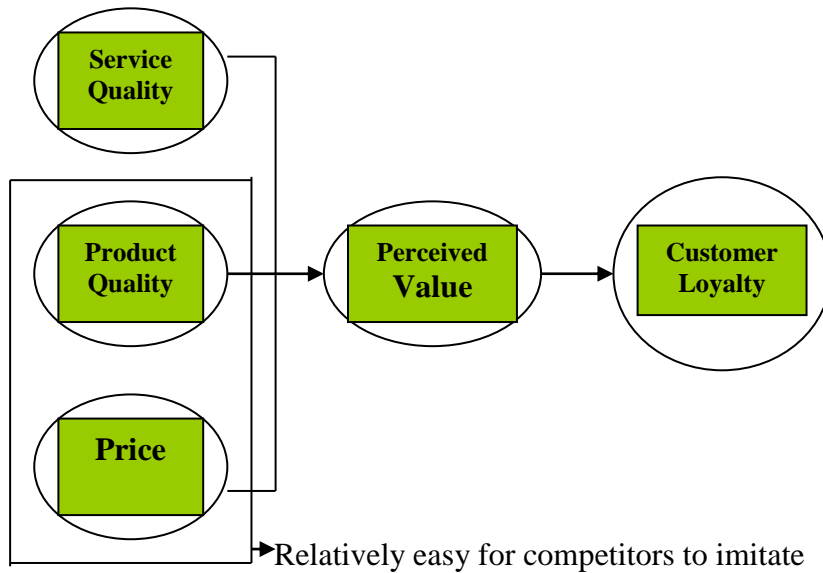 Service
Quality
Product
Quality
Perceived
Value
Customer
Loyalty
Price
Relatively easy for competitors to imitate